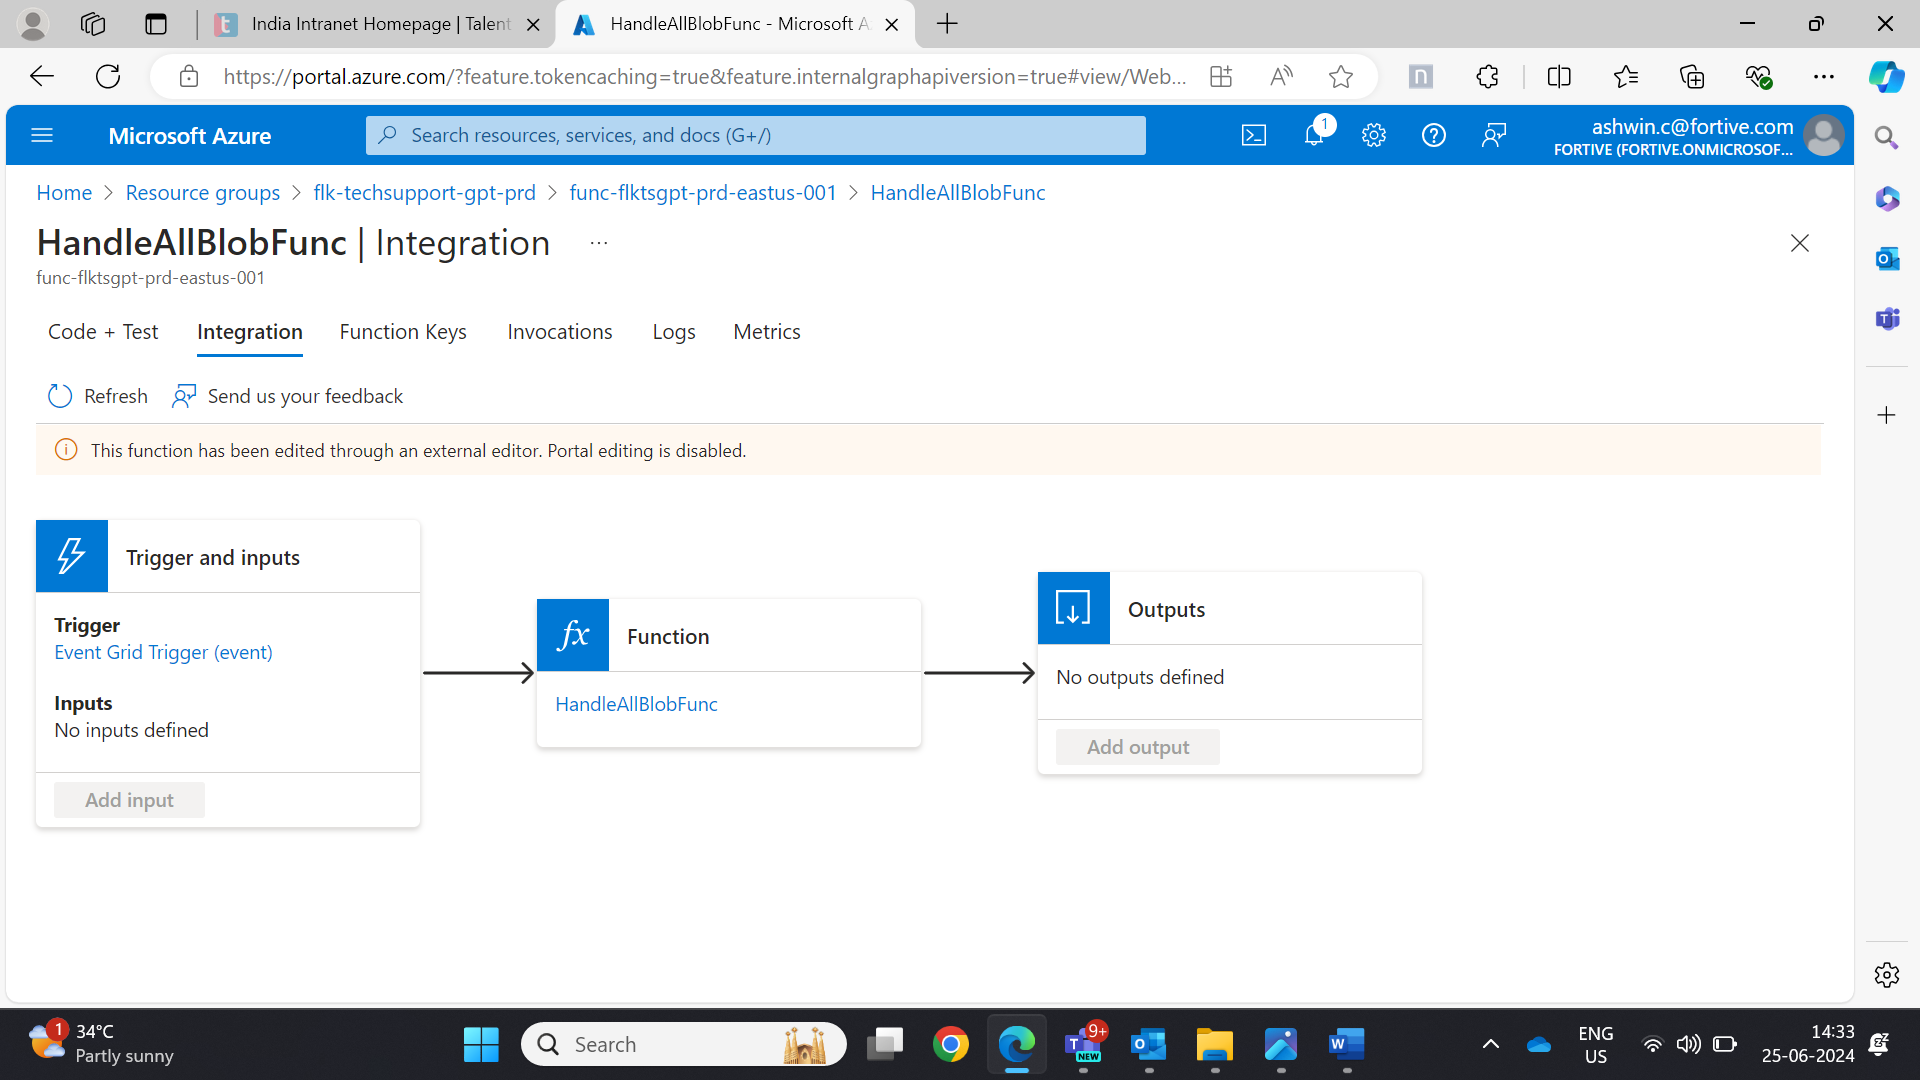 India Intranet Homepage | Talent
HandleAllBlobFunc - Microsoft A
https://portal.azure.com/?feature.tokencaching=true&feature.internalgraphapiversion=true#view/Web...
Microsoft Azure
Search resources, services, and docs (G+/)
1
ashwin.c@fortive.com
FORTIVE (FORTIVE.ONMICROSOF...
Home > Resource groups > flk-techsupport-gpt-prd > func-flktsgpt-prd-eastus-001 > HandleAllBlobFunc
HandleAllBlobFunc | Integration ...
func-flktsgpt-prd-eastus-001
Code + Test Integration Function Keys Invocations Logs Metrics
Refresh Send us your feedback
This function has been edited through an external editor. Portal editing is disabled.
Trigger and inputs
Trigger
Event Grid Trigger (event)
Inputs
No inputs defined
Add input
fx Function
HandleAllBlobFunc
Outputs
No outputs defined
Add output
1
34°C
Partly sunny
Search
9+
NEW
ENG
US
14:33
25-06-2024